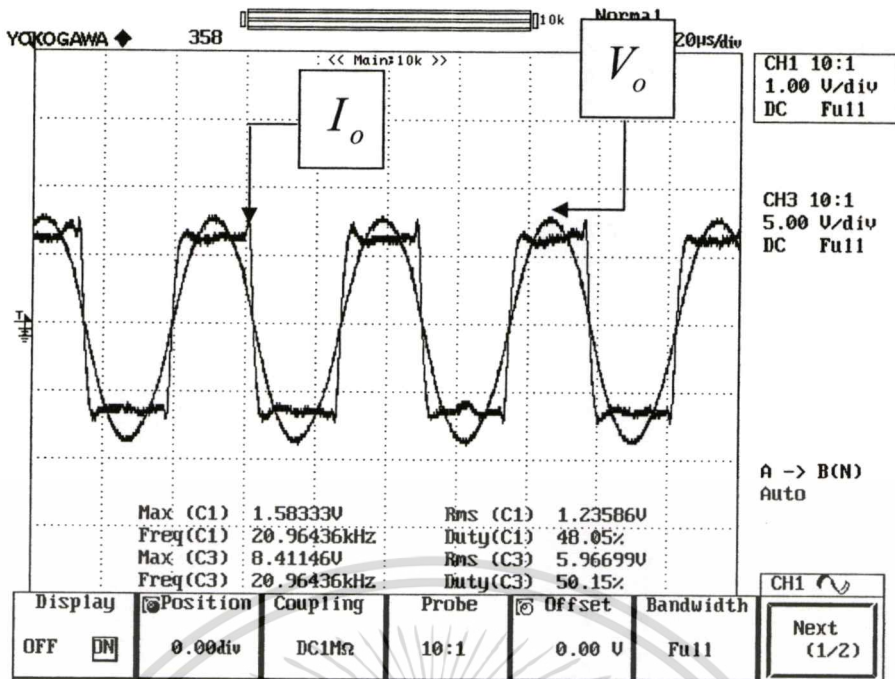 10k
Normal
YOKOGAWA ◆ 358
20µs/div
<< Main:10k >>
CH1 10:1
1.00 V/div
DC Full
I_o
V_o
CH3 10:1
5.00 V/div
DC Full
T
A -> B(N)
Auto
Max (C1) 1.58333V Rms (C1) 1.23586V
Freq(C1) 20.96436kHz Duty(C1) 48.05%
Max (C3) 8.41146V Rms (C3) 5.96699V
Freq(C3) 20.96436kHz Duty(C3) 50.15%
CH1
Display Position Coupling Probe Offset Bandwidth
Next
OFF ON 0.00div DC1MΩ 10:1 0.00 V Full
(1/2)